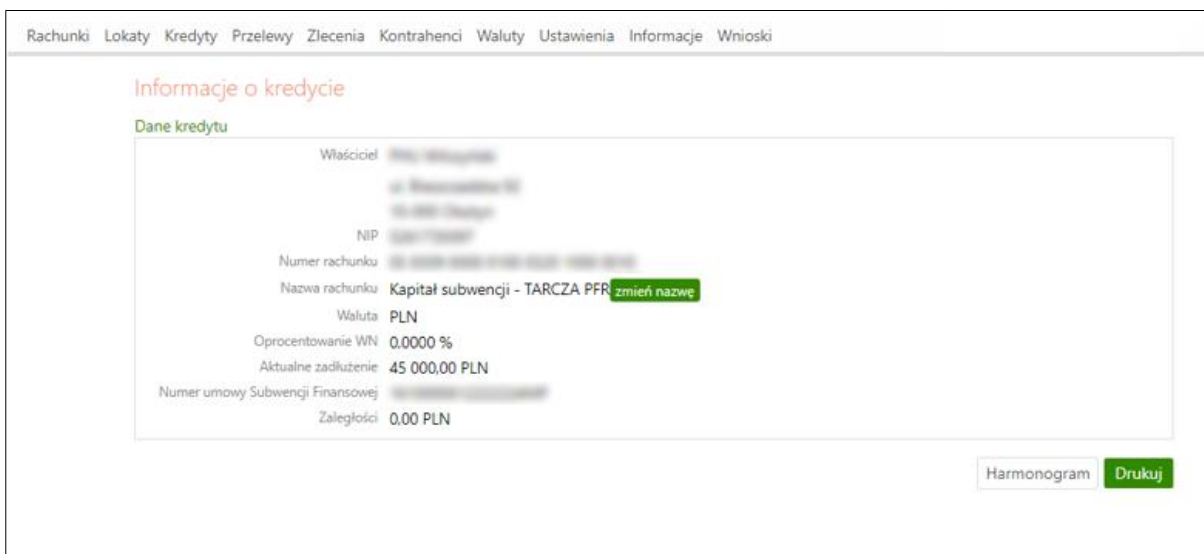 Rachunki Lokaty Kredyty Przelewy Zlecenia Kontrahenci Waluty Ustawienia Informacje Wnioski
Informacje o kredycie
Dane kredytu
Właściciel
NIP
Numer rachunku
Nazwa rachunku Kapitał subwencji - TARCZA PFR zmień nazwę
Waluta PLN
Oprocentowanie WN 0,0000 %
Aktualne zadłużenie 45 000,00 PLN
Numer umowy Subwencji Finansowej
Zaległości 0,00 PLN
Harmonogram Drukuj